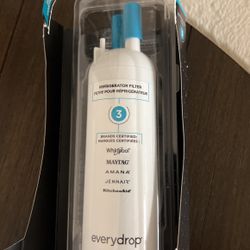 REFRIGERATOR FILTER
FILTRE POUR RÉFRIGÉRATEUR
3
BRANDS CERTIFIED:
MARQUES CERTIFIÉES:
Whirlpool
MAYTAG
AMANA
JENNAIR
KitchenAid
everydrop